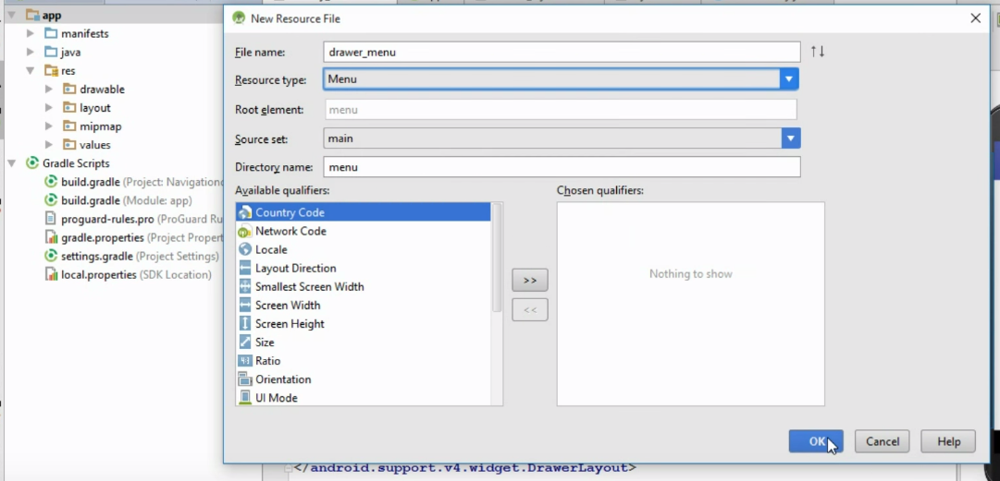 New Resource File
app
manifests
java
res
drawable
layout
mipmap
values
Gradle Scripts
build.gradle (Project: Navigationd
build.gradle (Module: app)
proguard-rules.pro (ProGuard Ru
gradle.properties (Project Propert
settings.gradle (Project Settings)
local.properties (SDK Location)
File name: drawer_menu
Resource type: Menu
Root element: menu
Source set: main
Directory name: menu
Available qualifiers:
Chosen qualifiers:
Country Code
Network Code
Locale
Layout Direction
Smallest Screen Width
Screen Width
Screen Height
Size
Ratio
Orientation
UI Mode
>>
<<
Nothing to show
OK Cancel Help
</android.support.v4.widget.DrawerLayout>